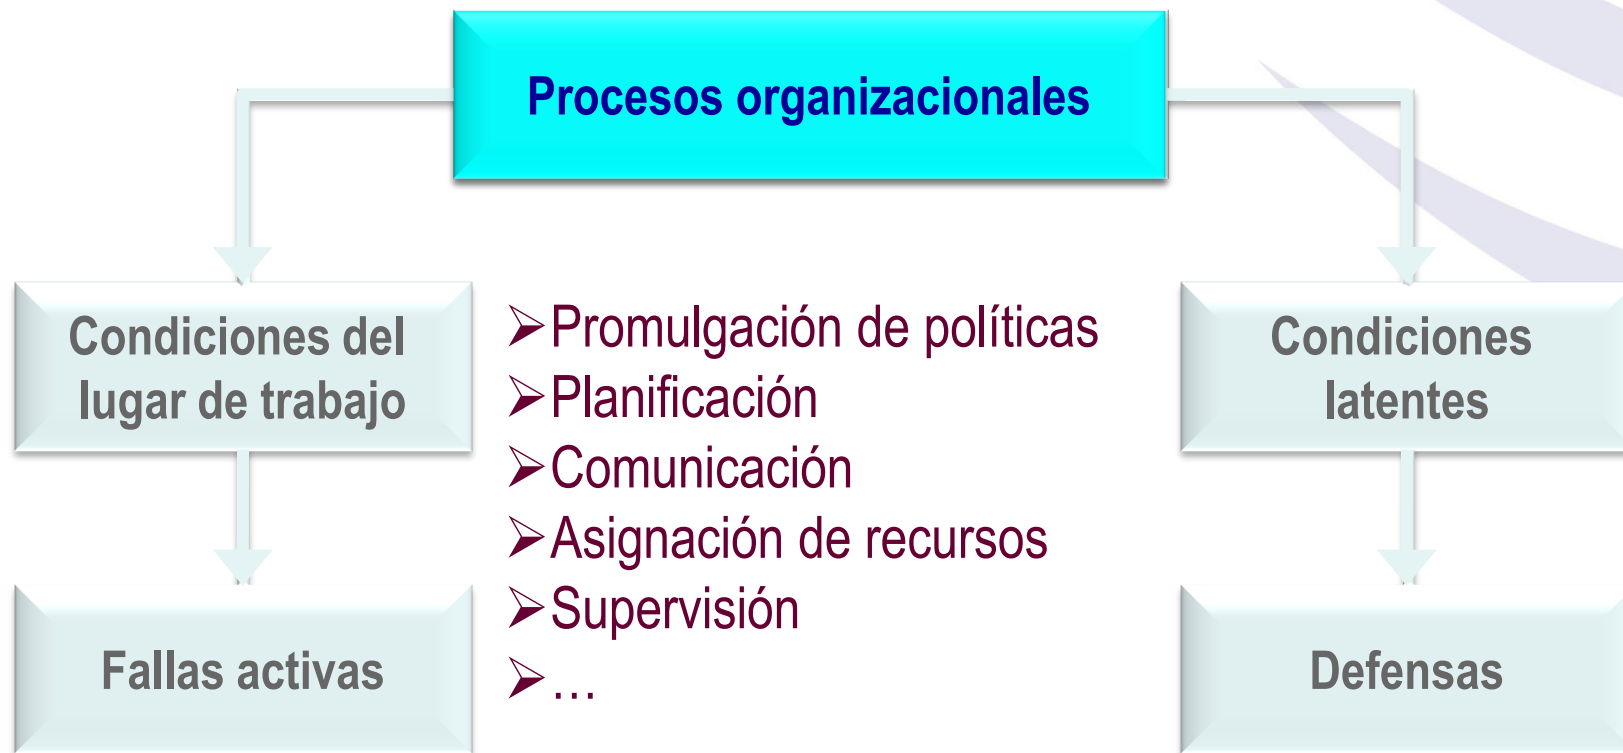 Procesos organizacionales
Condiciones del
lugar de trabajo
➢Promulgación de políticas
➢Planificación
➢Comunicación
➢Asignación de recursos
➢Supervisión
➢…
Condiciones
latentes
Fallas activas
Defensas